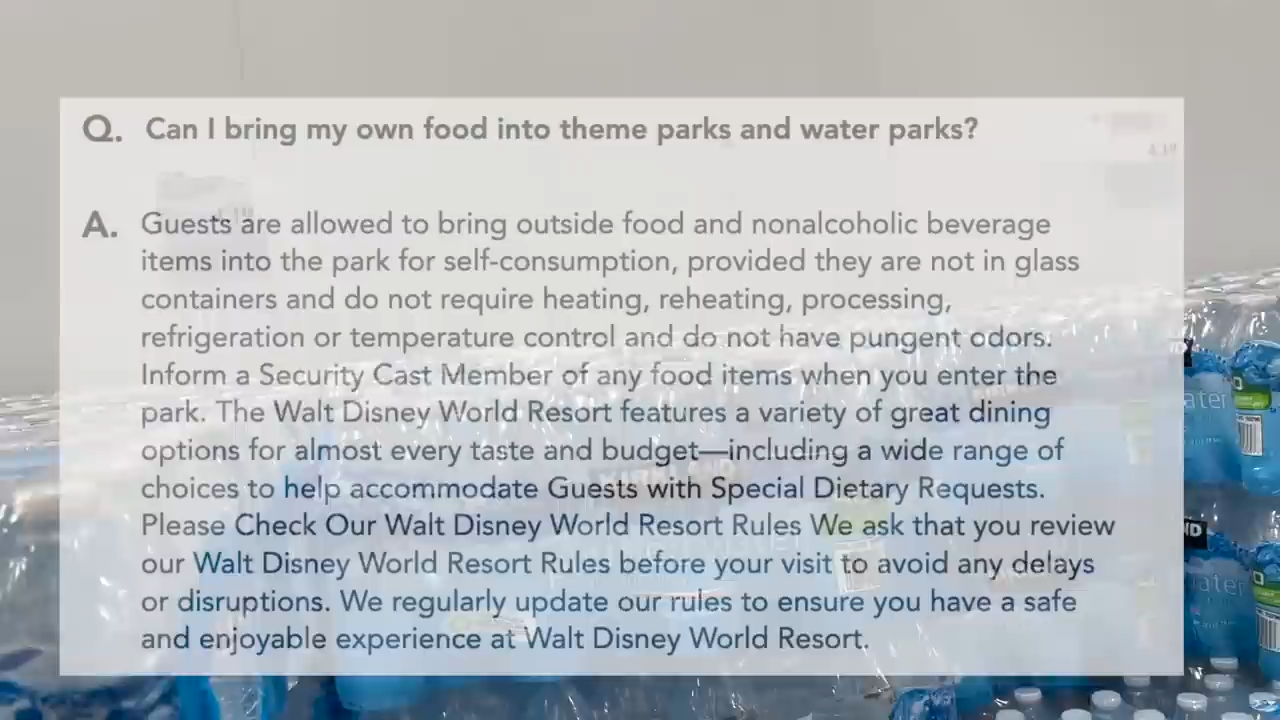 Q. Can I bring my own food into theme parks and water parks?
A. Guests are allowed to bring outside food and nonalcoholic beverage
items into the park for self-consumption, provided they are not in glass
containers and do not require heating, reheating, processing,
refrigeration or temperature control and do not have pungent odors.
Inform a Security Cast Member of any food items when you enter the
park. The Walt Disney World Resort features a variety of great dining
options for almost every taste and budget—including a wide range of
choices to help accommodate Guests with Special Dietary Requests.
Please Check Our Walt Disney World Resort Rules We ask that you review
our Walt Disney World Resort Rules before your visit to avoid any delays
or disruptions. We regularly update our rules to ensure you have a safe
and enjoyable experience at Walt Disney World Resort.
ater
ND
water